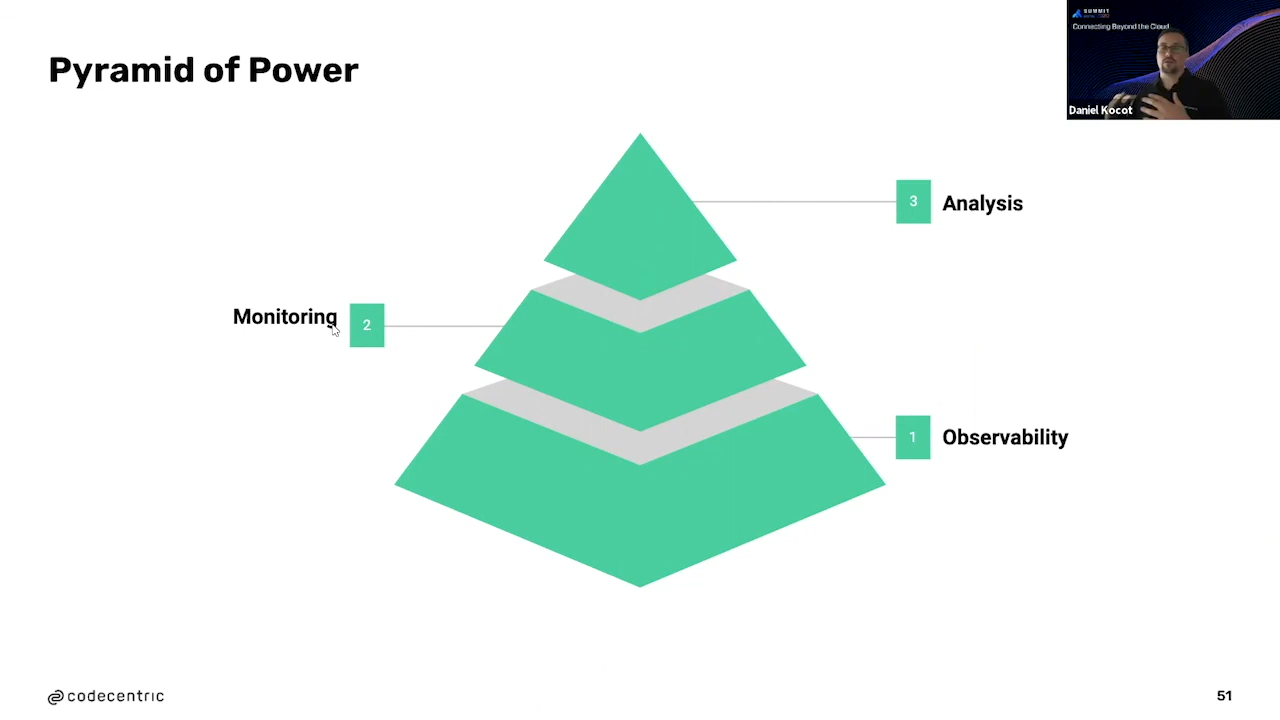 Pyramid of Power
SUMMIT
Connecting Beyond the Cloud
Daniel Kocot
3
Analysis
Monitoring
2
1
Observability
codecentric
51